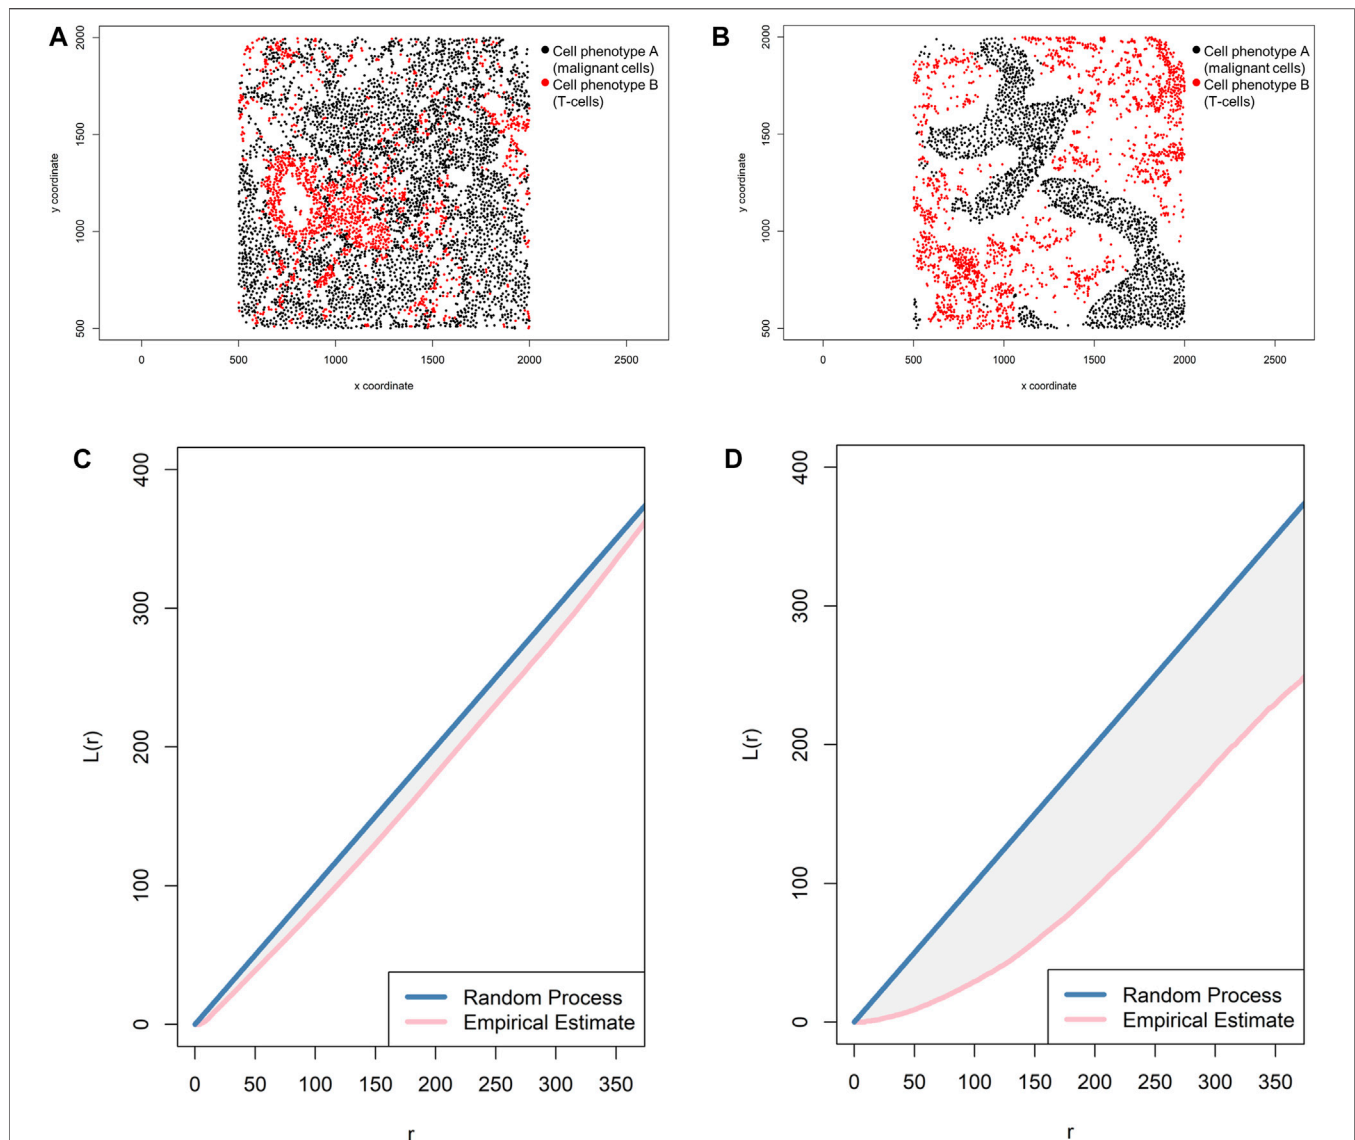 A
Cell phenotype A
(malignant cells)
Cell phenotype B
(T-cells)
2000
1500
1000
500
y coordinate
0
500
1000
1500
2000
2500
x coordinate
B
Cell phenotype A
(malignant cells)
Cell phenotype B
(T-cells)
2000
1500
1000
500
y coordinate
0
500
1000
1500
2000
2500
x coordinate
C
400
300
200
100
0
L(r)
Random Process
Empirical Estimate
0
50
100
150
200
250
300
350
r
D
400
300
200
100
0
L(r)
Random Process
Empirical Estimate
0
50
100
150
200
250
300
350
r